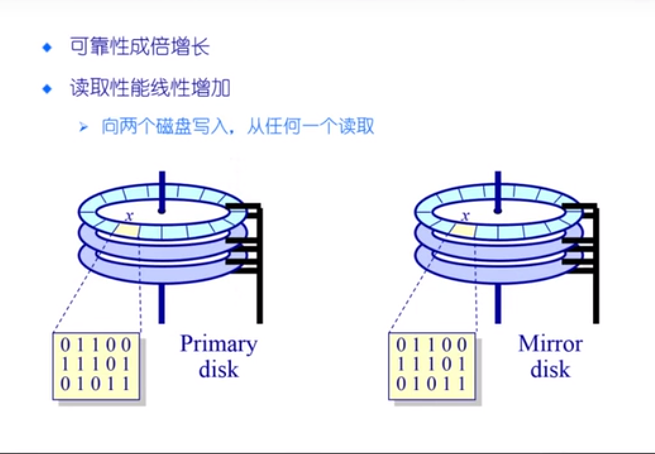 可靠性成倍增长
读取性能线性增加
向两个磁盘写入，从任何一个读取
x
x
0 1 1 0 0
1 1 1 0 1
0 1 0 1 1
Primary
disk
0 1 1 0 0
1 1 1 0 1
0 1 0 1 1
Mirror
disk